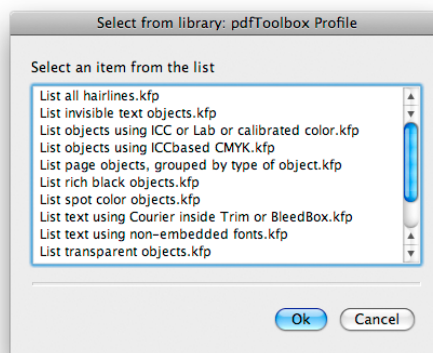 Select from library: pdfToolbox Profile
Select an item from the list
List all hairlines.kfp
List invisible text objects.kfp
List objects using ICC or Lab or calibrated color.kfp
List objects using ICCbased CMYK.kfp
List page objects, grouped by type of object.kfp
List rich black objects.kfp
List spot color objects.kfp
List text using Courier inside Trim or BleedBox.kfp
List text using non-embedded fonts.kfp
List transparent objects.kfp
Ok Cancel